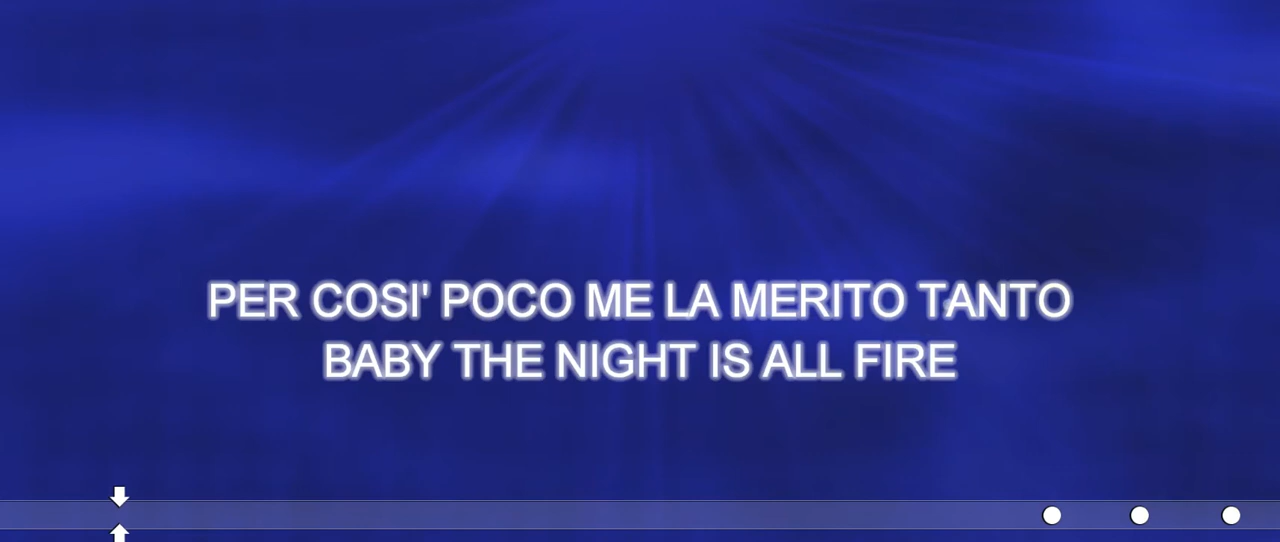 PER COSI' POCO ME LA MERITO TANTO
BABY THE NIGHT IS ALL FIRE